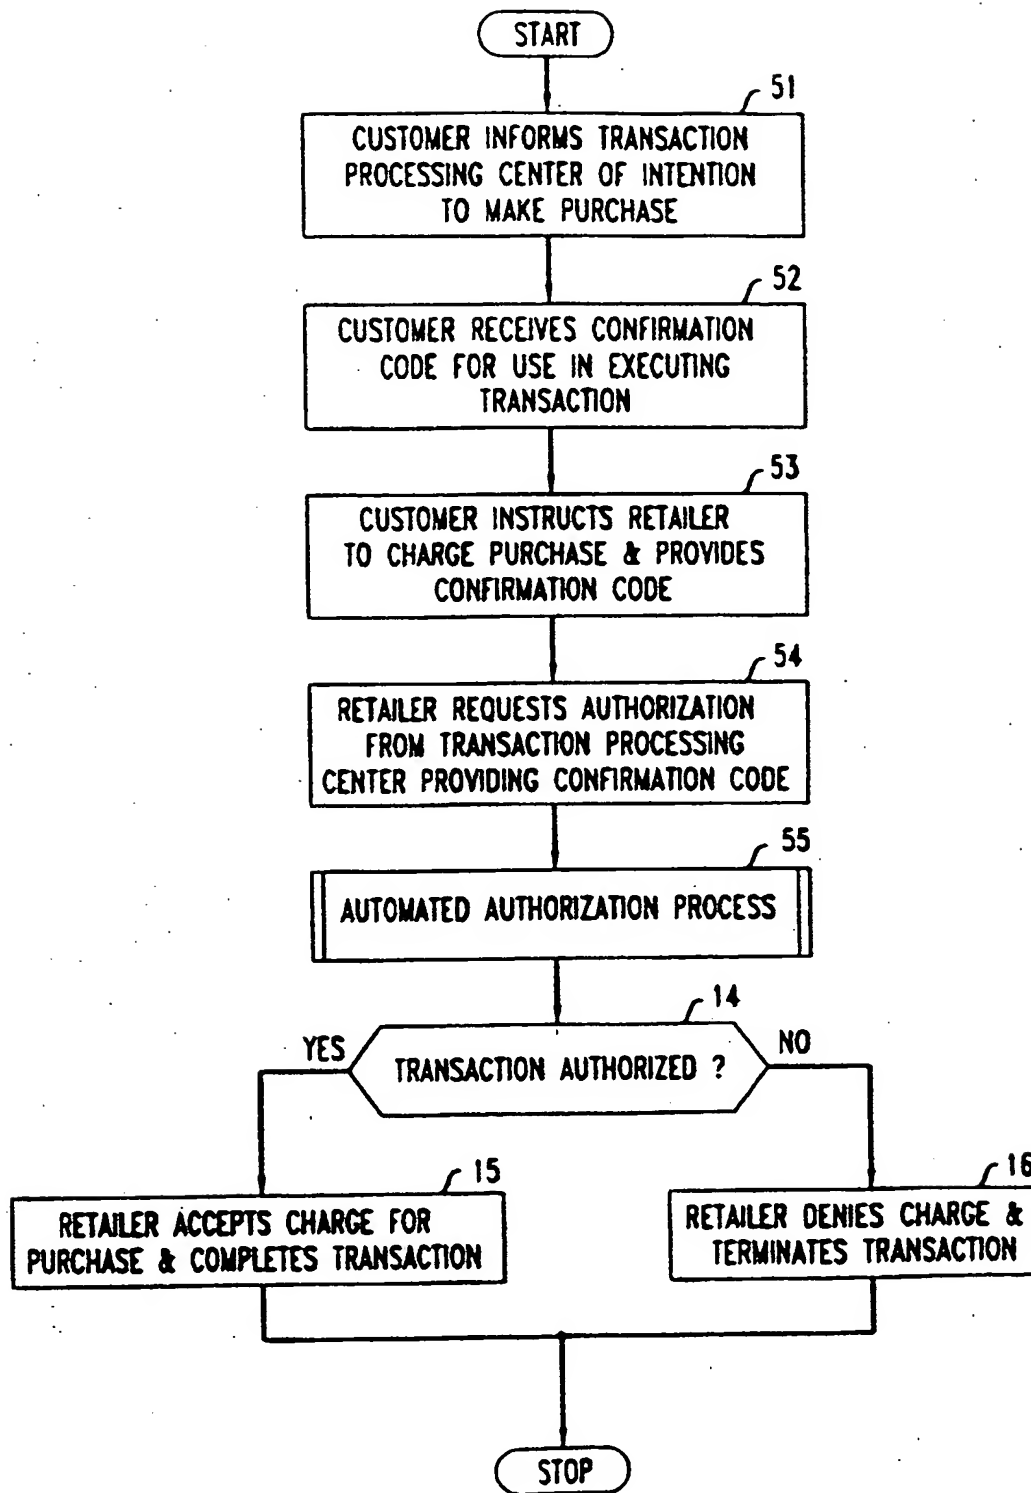 START
51
CUSTOMER INFORMS TRANSACTION
PROCESSING CENTER OF INTENTION
TO MAKE PURCHASE
52
CUSTOMER RECEIVES CONFIRMATION
CODE FOR USE IN EXECUTING
TRANSACTION
53
CUSTOMER INSTRUCTS RETAILER
TO CHARGE PURCHASE & PROVIDES
CONFIRMATION CODE
54
RETAILER REQUESTS AUTHORIZATION
FROM TRANSACTION PROCESSING
CENTER PROVIDING CONFIRMATION CODE
55
AUTOMATED AUTHORIZATION PROCESS
14
YES
TRANSACTION AUTHORIZED ?
NO
15
RETAILER ACCEPTS CHARGE FOR
PURCHASE & COMPLETES TRANSACTION
16
RETAILER DENIES CHARGE &
TERMINATES TRANSACTION
STOP